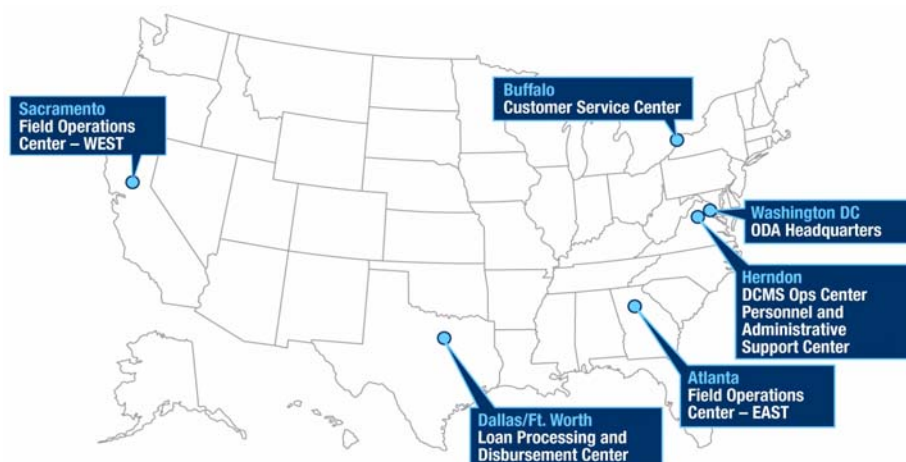 Sacramento
Field Operations
Center – WEST
Buffalo
Customer Service Center
Washington DC
ODA Headquarters
Herndon
DCMS Ops Center
Personnel and
Administrative
Support Center
Atlanta
Field Operations
Center – EAST
Dallas/Ft. Worth
Loan Processing and
Disbursement Center